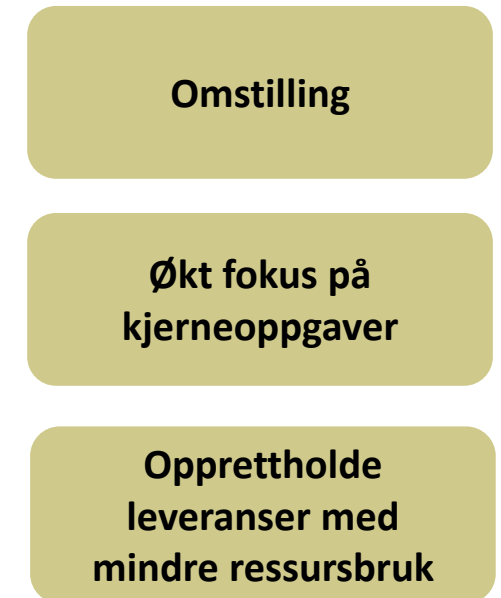 Omstilling
Økt fokus på
kjerneoppgaver
Opprettholde
leveranser med
mindre ressursbruk